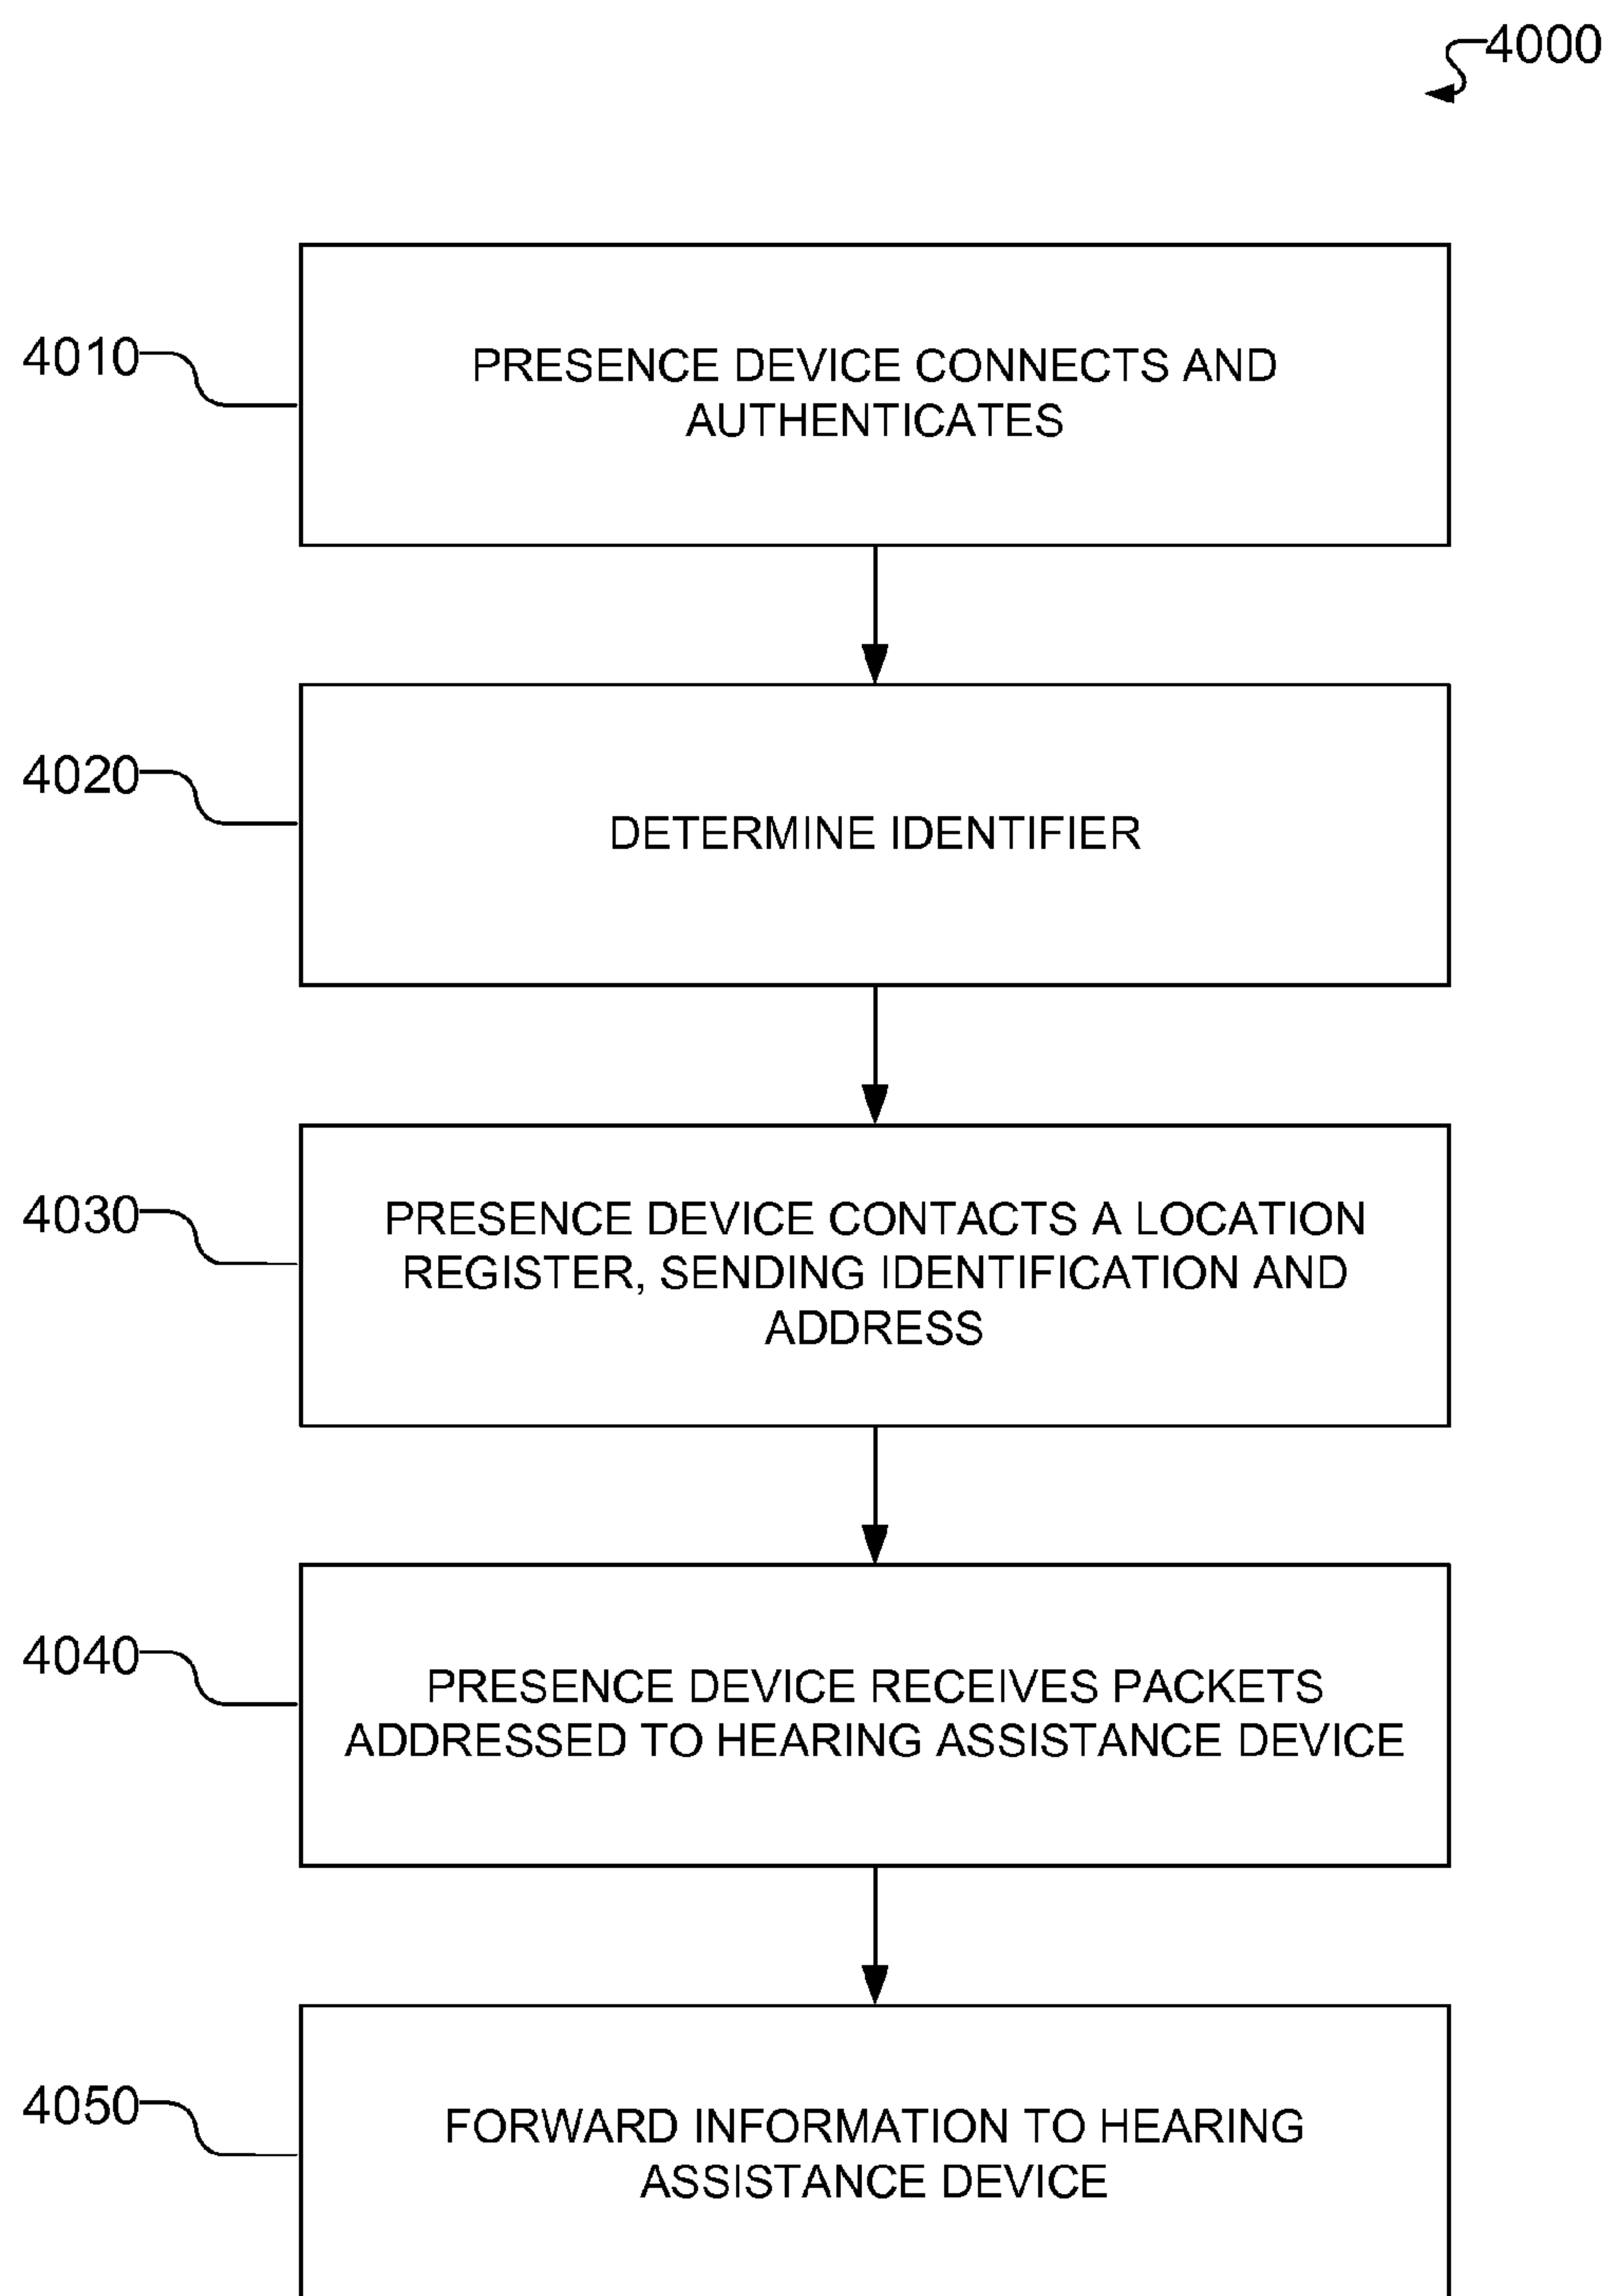 4000
4010
PRESENCE DEVICE CONNECTS AND
AUTHENTICATES
4020
DETERMINE IDENTIFIER
4030
PRESENCE DEVICE CONTACTS A LOCATION
REGISTER, SENDING IDENTIFICATION AND
ADDRESS
4040
PRESENCE DEVICE RECEIVES PACKETS
ADDRESSED TO HEARING ASSISTANCE DEVICE
4050
FORWARD INFORMATION TO HEARING
ASSISTANCE DEVICE